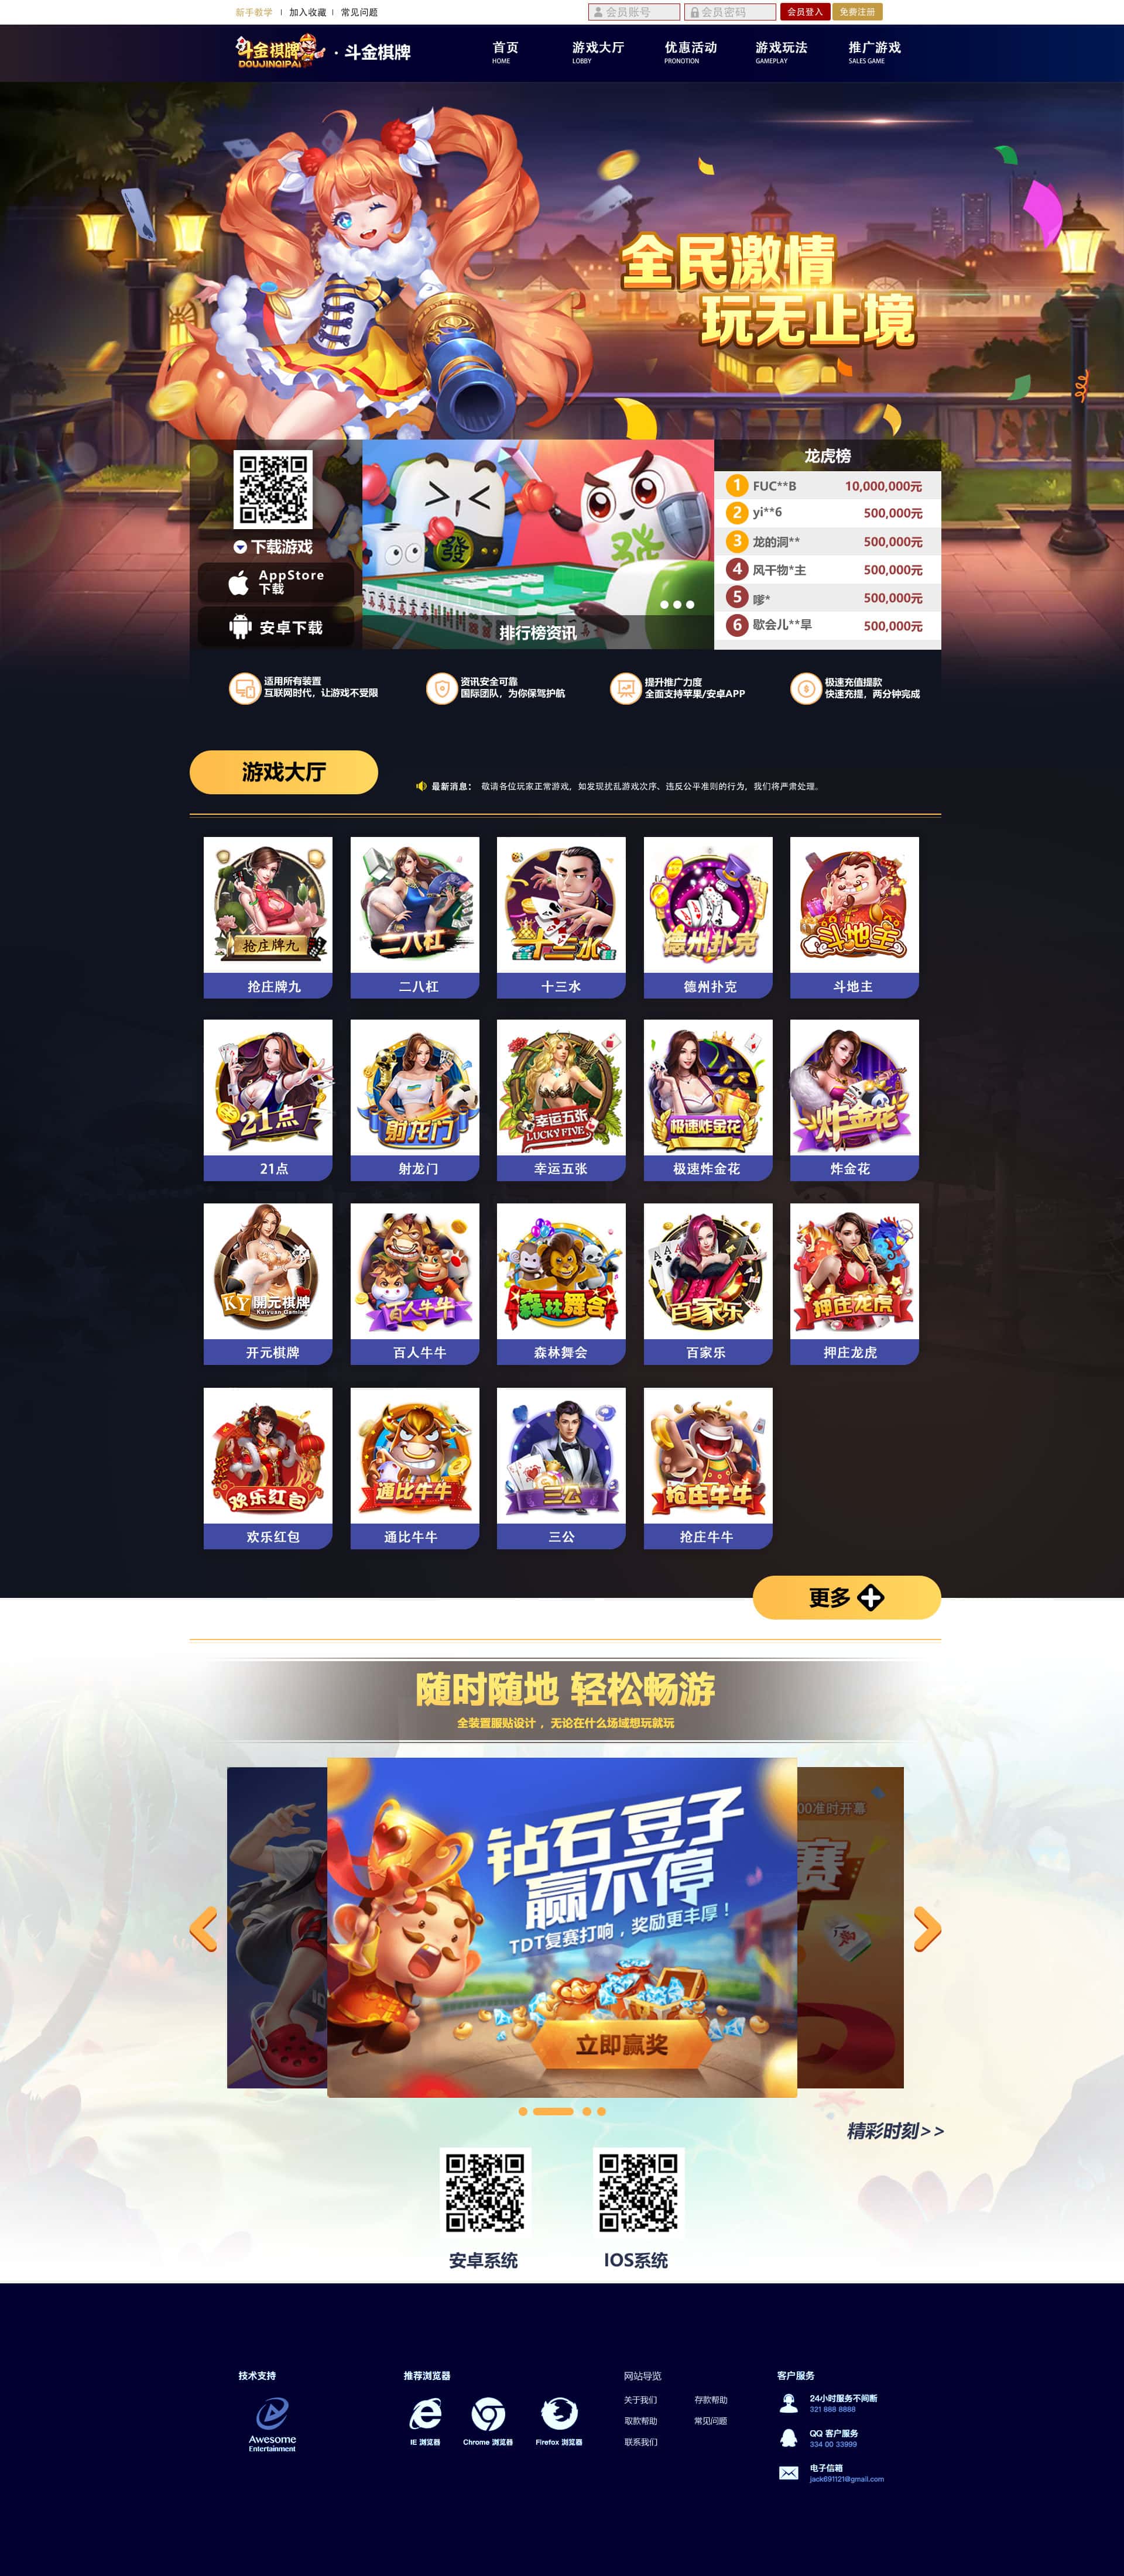 新手教学 | 加入收藏 | 常见问题
会员账号
会员密码
会员登入
免费注册
斗金棋牌
DOUJINQIPAI
· 斗金棋牌
首页
HOME
游戏大厅
LOBBY
优惠活动
PRONOTION
游戏玩法
GAMEPLAY
推广游戏
SALES GAME
全民激情
玩无止境
下载游戏
AppStore
下载
安卓下载
發
發
排行榜资讯
龙虎榜
1 FUC**B 10,000,000元
2 yi**6 500,000元
3 龙的洞** 500,000元
4 风干物*主 500,000元
5 嗲* 500,000元
6 歇会儿**旱 500,000元
适用所有装置
互联网时代，让游戏不受限
资讯安全可靠
国际团队，为你保驾护航
提升推广力度
全面支持苹果/安卓APP
极速充值提款
快速充提，两分钟完成
游戏大厅
最新消息： 敬请各位玩家正常游戏，如发现扰乱游戏次序、违反公平准则的行为，我们将严肃处理。
抢庄牌九
二八杠
十三水
德州扑克
斗地主
抢庄牌九
二八杠
十三水
德州扑克
斗地主
21点
射龙门
幸运五张
LUCKY FIVE
极速炸金花
炸金花
21点
射龙门
幸运五张
极速炸金花
炸金花
KY 開元棋牌
Kaiyuan Gaming
百人牛牛
森林舞会
百家乐
押庄龙虎
开元棋牌
百人牛牛
森林舞会
百家乐
押庄龙虎
欢乐红包
通比牛牛
三公
抢庄牛牛
欢乐红包
通比牛牛
三公
抢庄牛牛
更多
随时随地 轻松畅游
全装置服贴设计，无论在什么场域想玩就玩
00准时开幕
赛
钻石豆子
赢不停
TDT复赛打响，奖励更丰厚！
立即赢奖
精彩时刻>>
安卓系统
IOS系统
技术支持
Awesome
Entertainment
推荐浏览器
IE 浏览器
Chrome 浏览器
Firefox 浏览器
网站导览
关于我们
存款帮助
取款帮助
常见问题
联系我们
客户服务
24小时服务不间断
321 888 8888
QQ 客户服务
334 00 33999
电子信箱
jack691121@gmail.com